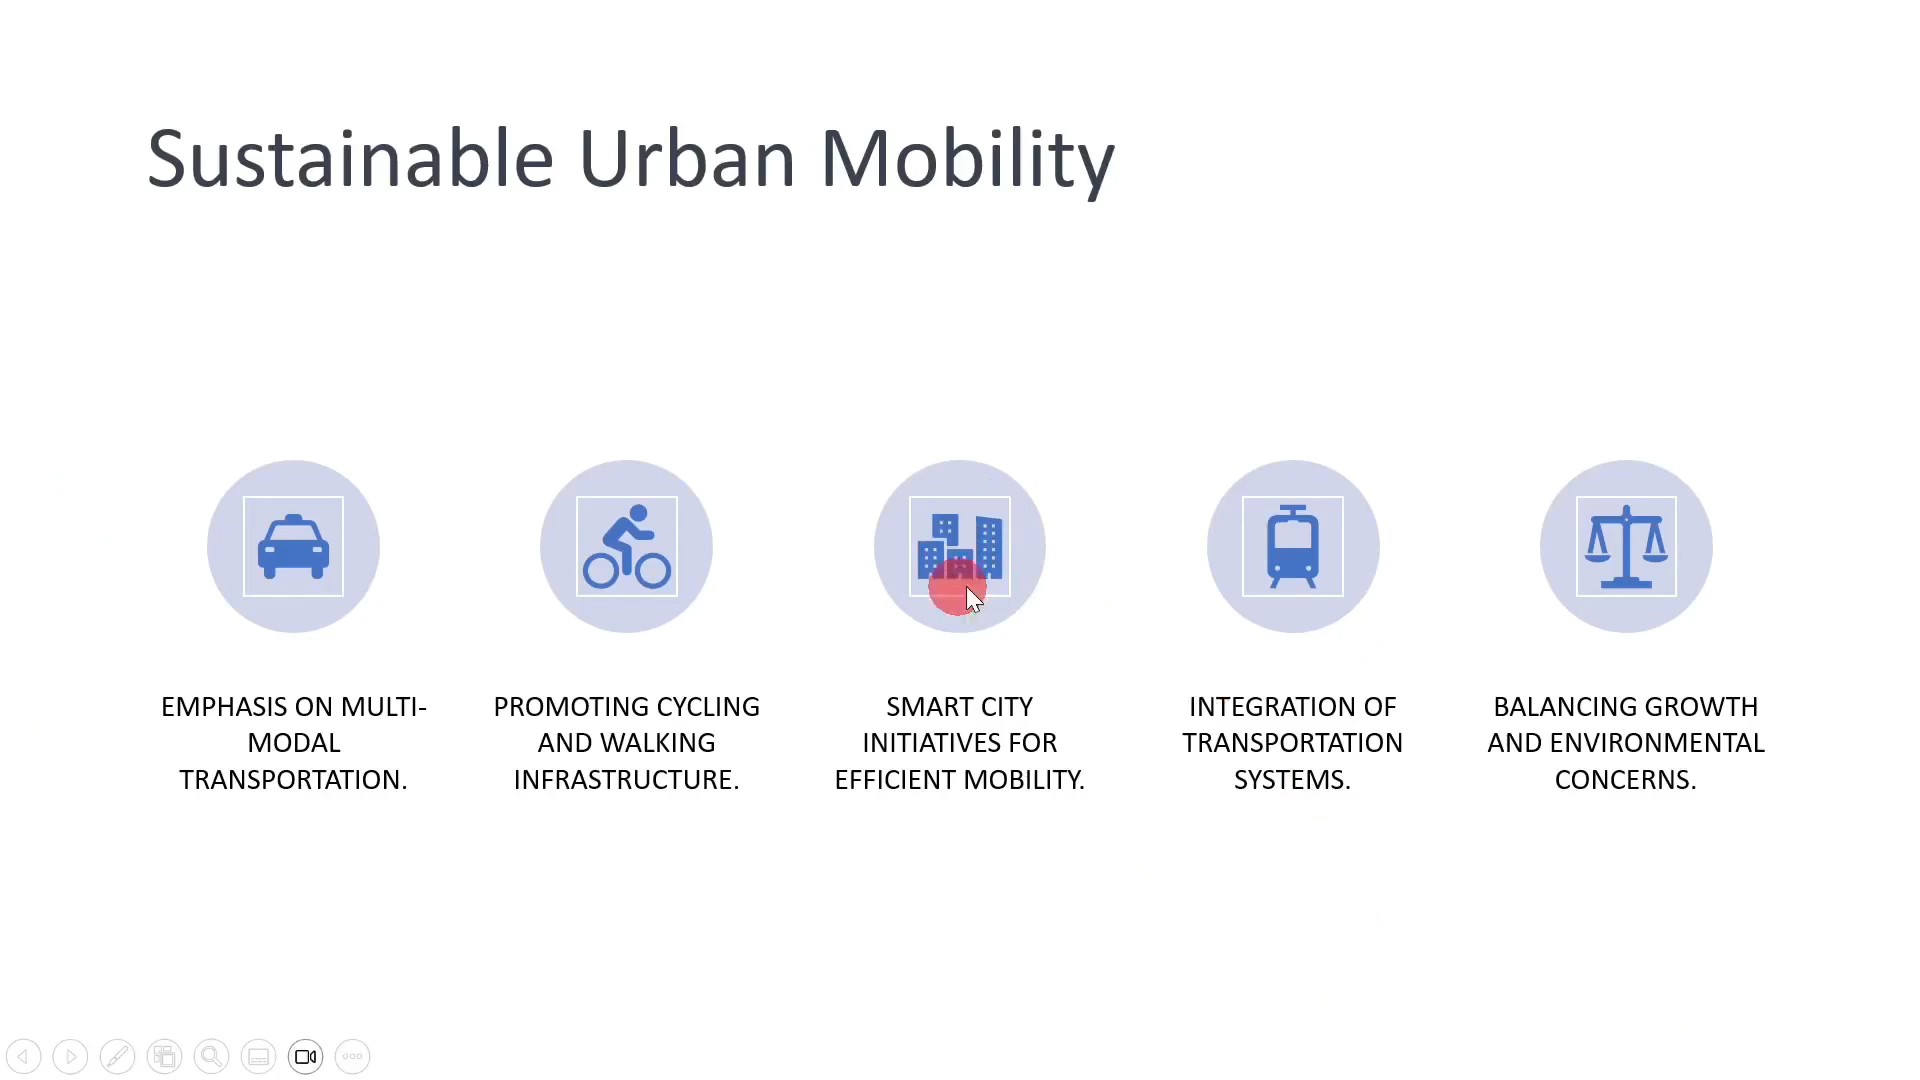 Sustainable Urban Mobility
EMPHASIS ON MULTI-
MODAL
TRANSPORTATION.
PROMOTING CYCLING
AND WALKING
INFRASTRUCTURE.
SMART CITY
INITIATIVES FOR
EFFICIENT MOBILITY.
INTEGRATION OF
TRANSPORTATION
SYSTEMS.
BALANCING GROWTH
AND ENVIRONMENTAL
CONCERNS.